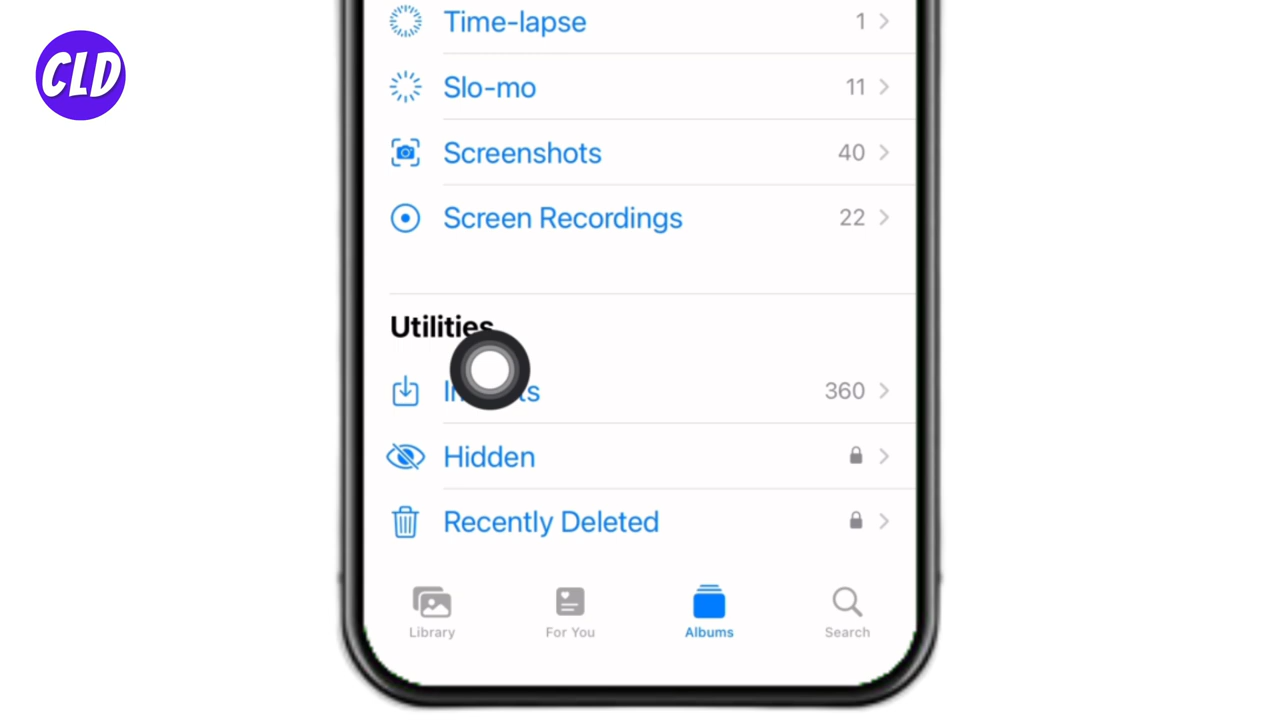 CLD
Time-lapse 1
Slo-mo 11
Screenshots 40
Screen Recordings 22
Utilities
360
Hidden
Recently Deleted
Library For You Albums Search